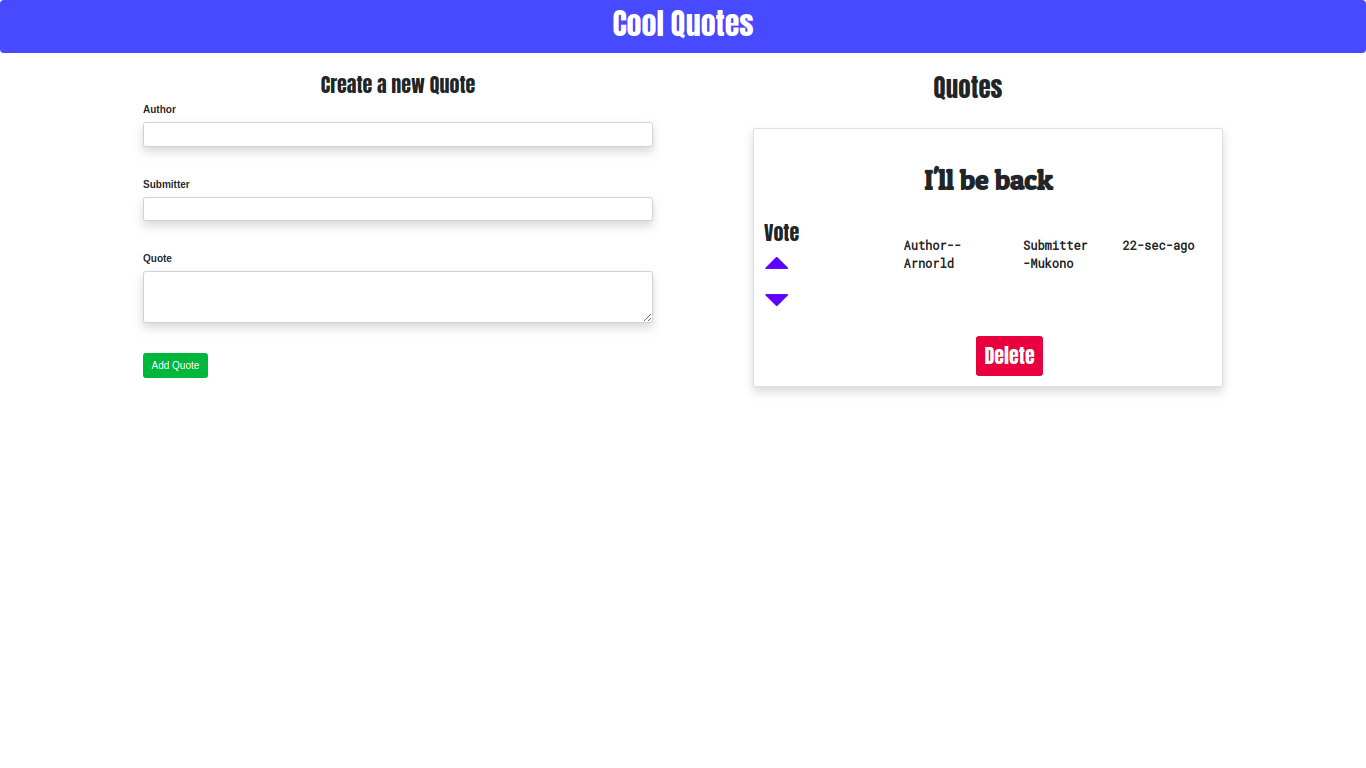 Cool Quotes
Create a new Quote
Author
Submitter
Quote
Add Quote
Quotes
I'll be back
Vote
Author--
Arnorld
Submitter
-Mukono
22-sec-ago
Delete